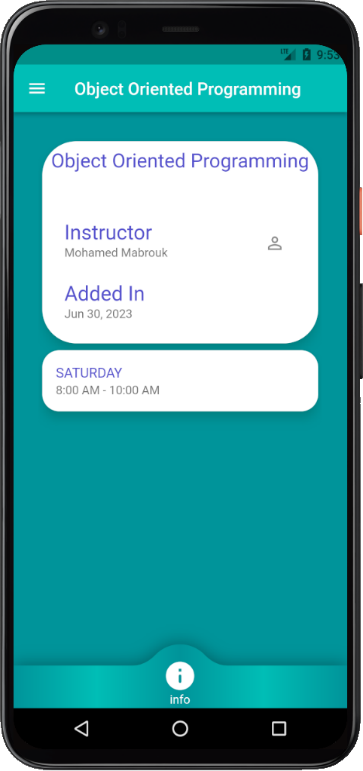 LTE 9:55
Object Oriented Programming
Object Oriented Programming
Instructor
Mohamed Mabrouk
Added In
Jun 30, 2023
SATURDAY
8:00 AM - 10:00 AM
info